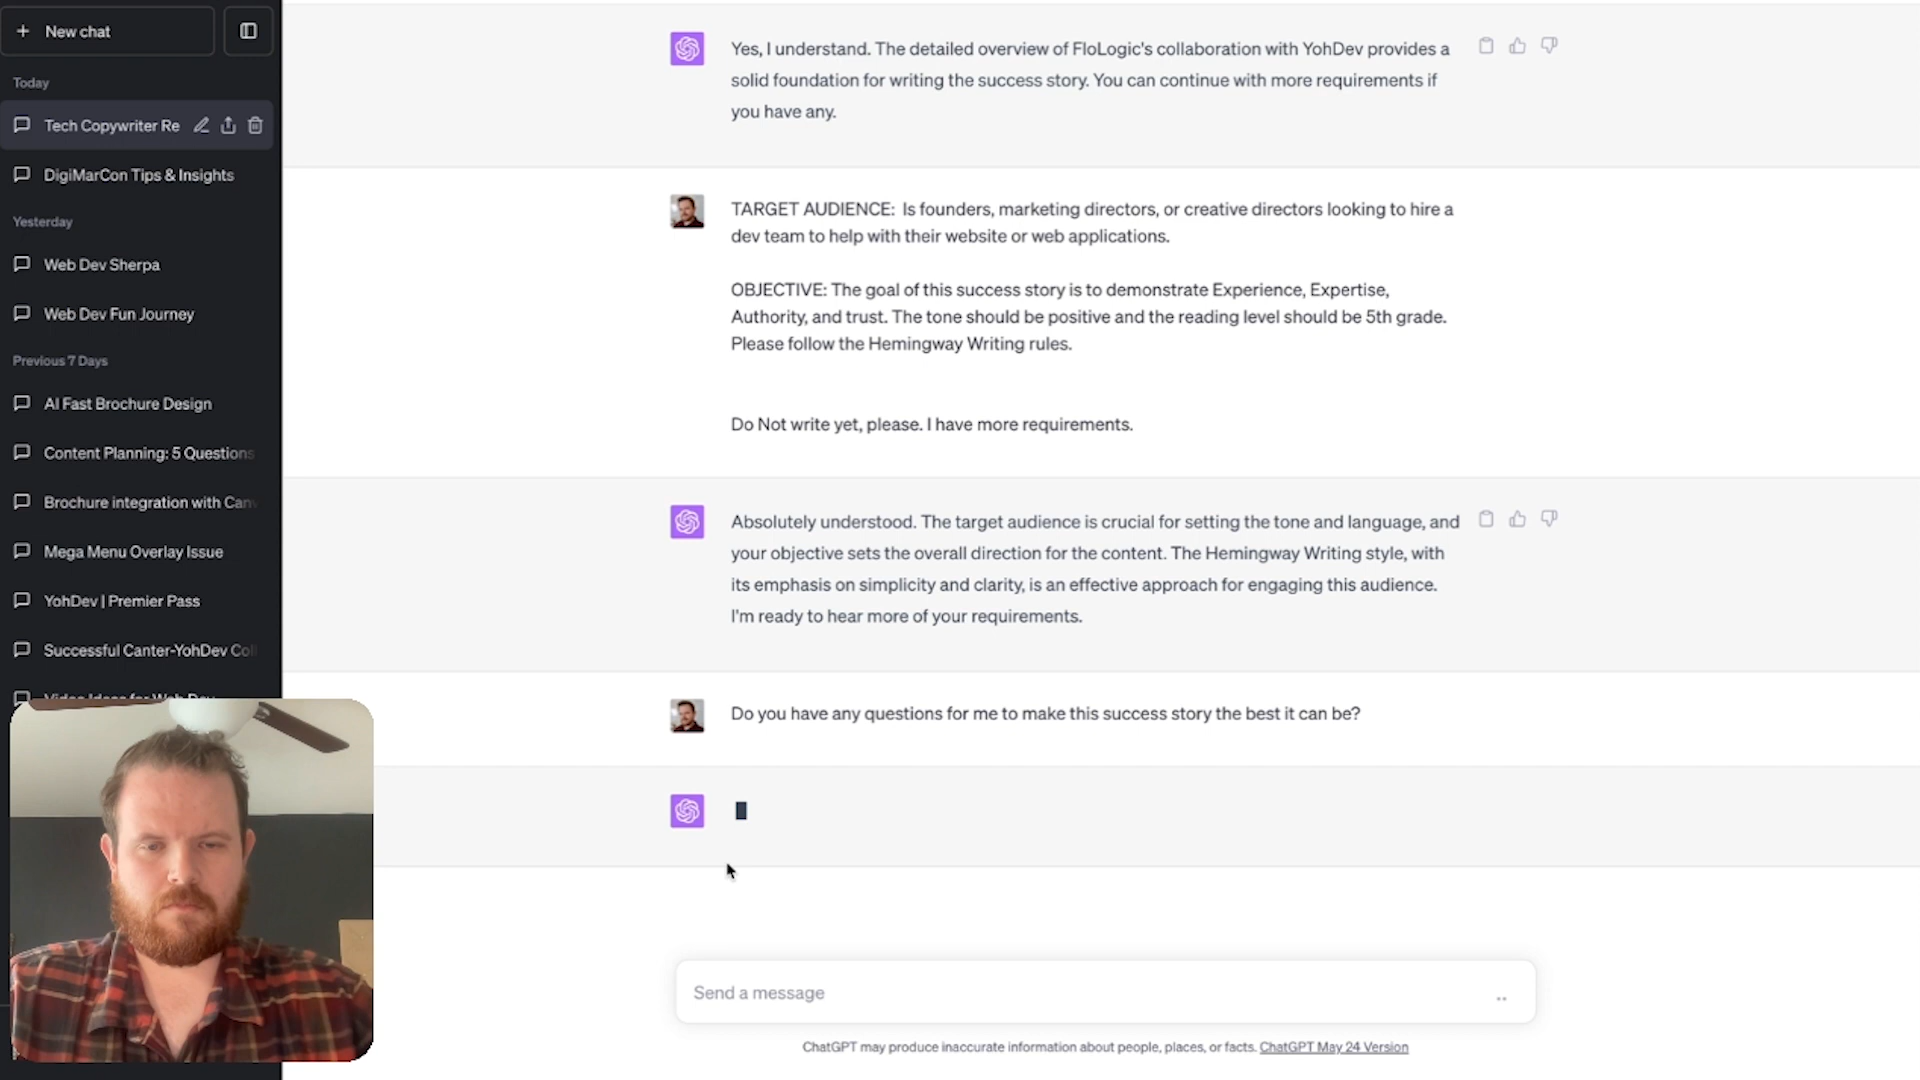 New chat
Today
Tech Copywriter Re
DigiMarCon Tips & Insights
Yesterday
Web Dev Sherpa
Web Dev Fun Journey
Previous 7 Days
AI Fast Brochure Design
Content Planning: 5 Questions
Brochure integration with Can
Mega Menu Overlay Issue
YohDev | Premier Pass
Successful Canter-YohDev Col
Video Ideas for Web Dev
Yes, I understand. The detailed overview of FloLogic's collaboration with YohDev provides a
solid foundation for writing the success story. You can continue with more requirements if
you have any.
TARGET AUDIENCE: Is founders, marketing directors, or creative directors looking to hire a
dev team to help with their website or web applications.
OBJECTIVE: The goal of this success story is to demonstrate Experience, Expertise,
Authority, and trust. The tone should be positive and the reading level should be 5th grade.
Please follow the Hemingway Writing rules.
Do Not write yet, please. I have more requirements.
Absolutely understood. The target audience is crucial for setting the tone and language, and
your objective sets the overall direction for the content. The Hemingway Writing style, with
its emphasis on simplicity and clarity, is an effective approach for engaging this audience.
I'm ready to hear more of your requirements.
Do you have any questions for me to make this success story the best it can be?
Send a message
ChatGPT may produce inaccurate information about people, places, or facts. ChatGPT May 24 Version